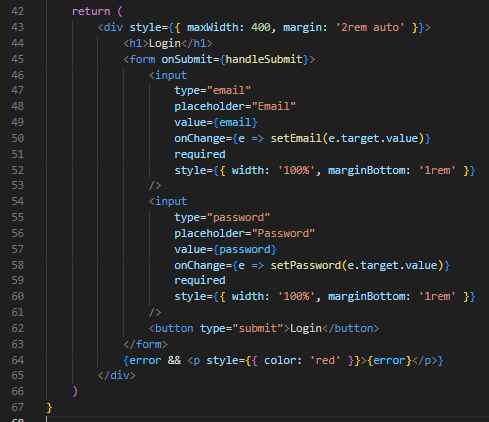 42 return (
43 <div style={{ maxWidth: 400, margin: '2rem auto' }}>
44 <h1>Login</h1>
45 <form onSubmit={handleSubmit}>
46 <input
47 type="email"
48 placeholder="Email"
49 value={email}
50 onChange={e => setEmail(e.target.value)}
51 required
52 style={{ width: '100%', marginBottom: '1rem' }}
53 />
54 <input
55 type="password"
56 placeholder="Password"
57 value={password}
58 onChange={e => setPassword(e.target.value)}
59 required
60 style={{ width: '100%', marginBottom: '1rem' }}
61 />
62 <button type="submit">Login</button>
63 </form>
64 {error && <p style={{ color: 'red' }}>{error}</p>}
65 </div>
66 )
67 }
68